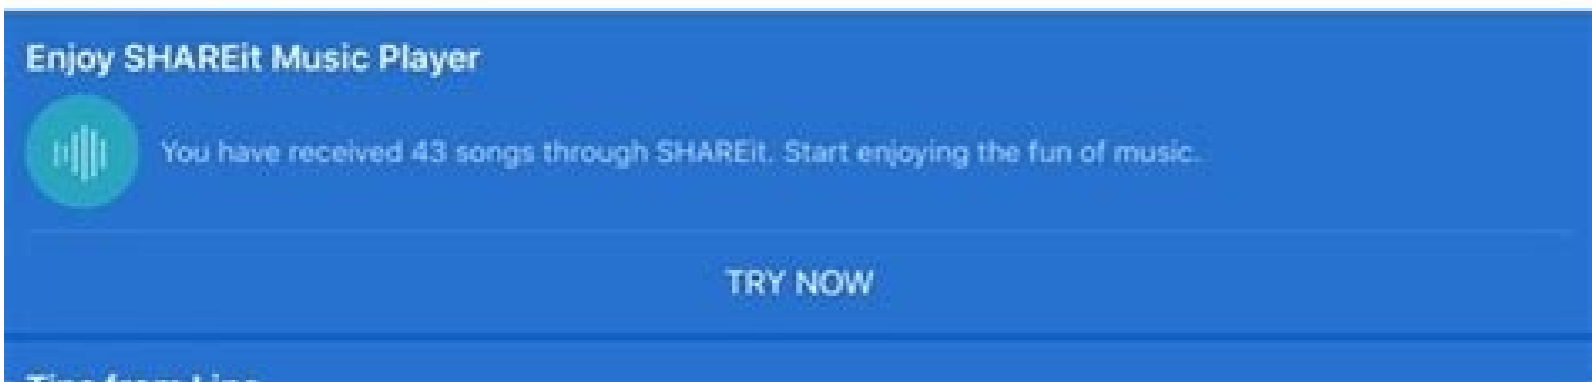 Enjoy SHAREit Music Player
You have received 43 songs through SHAREit. Start enjoying the fun of music.
TRY NOW